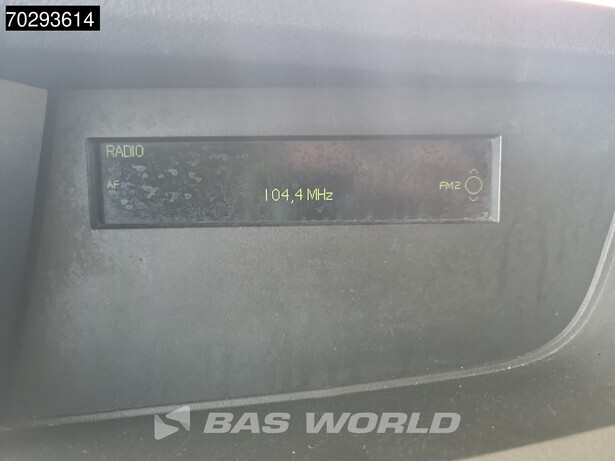 70293614
RADIO
AF
104,4 MHz
FM2
BAS WORLD